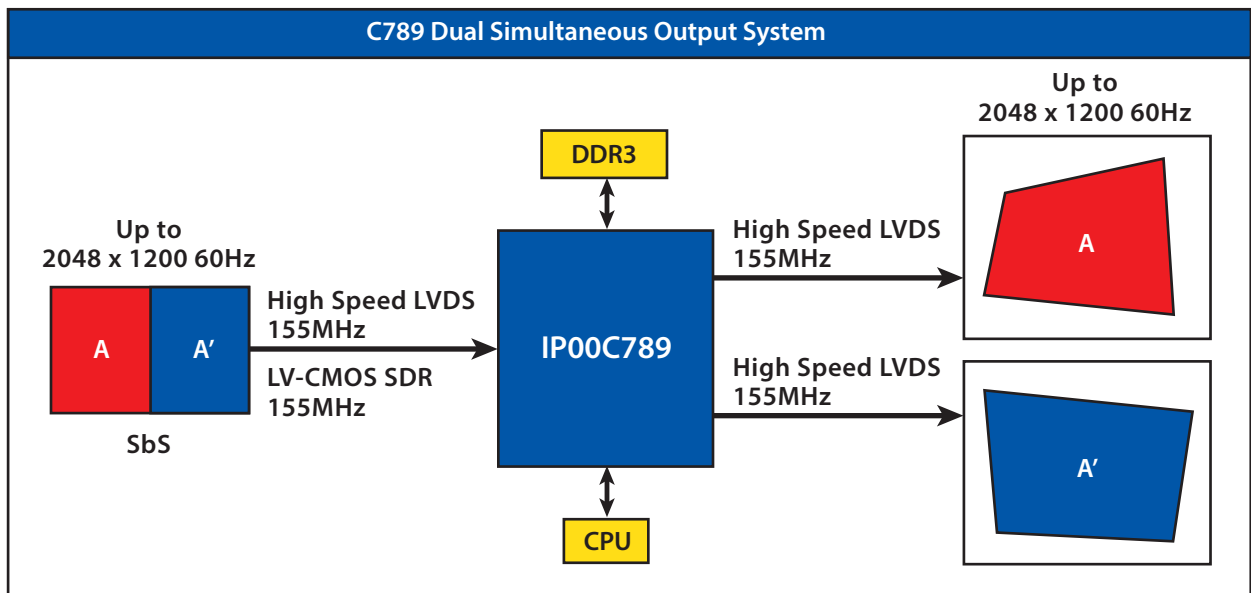 C789 Dual Simultaneous Output System
Up to
2048 x 1200 60Hz
A
A’
SbS
High Speed LVDS
155MHz
LV-CMOS SDR
155MHz
DDR3
IP00C789
CPU
High Speed LVDS
155MHz
High Speed LVDS
155MHz
Up to
2048 x 1200 60Hz
A
A’